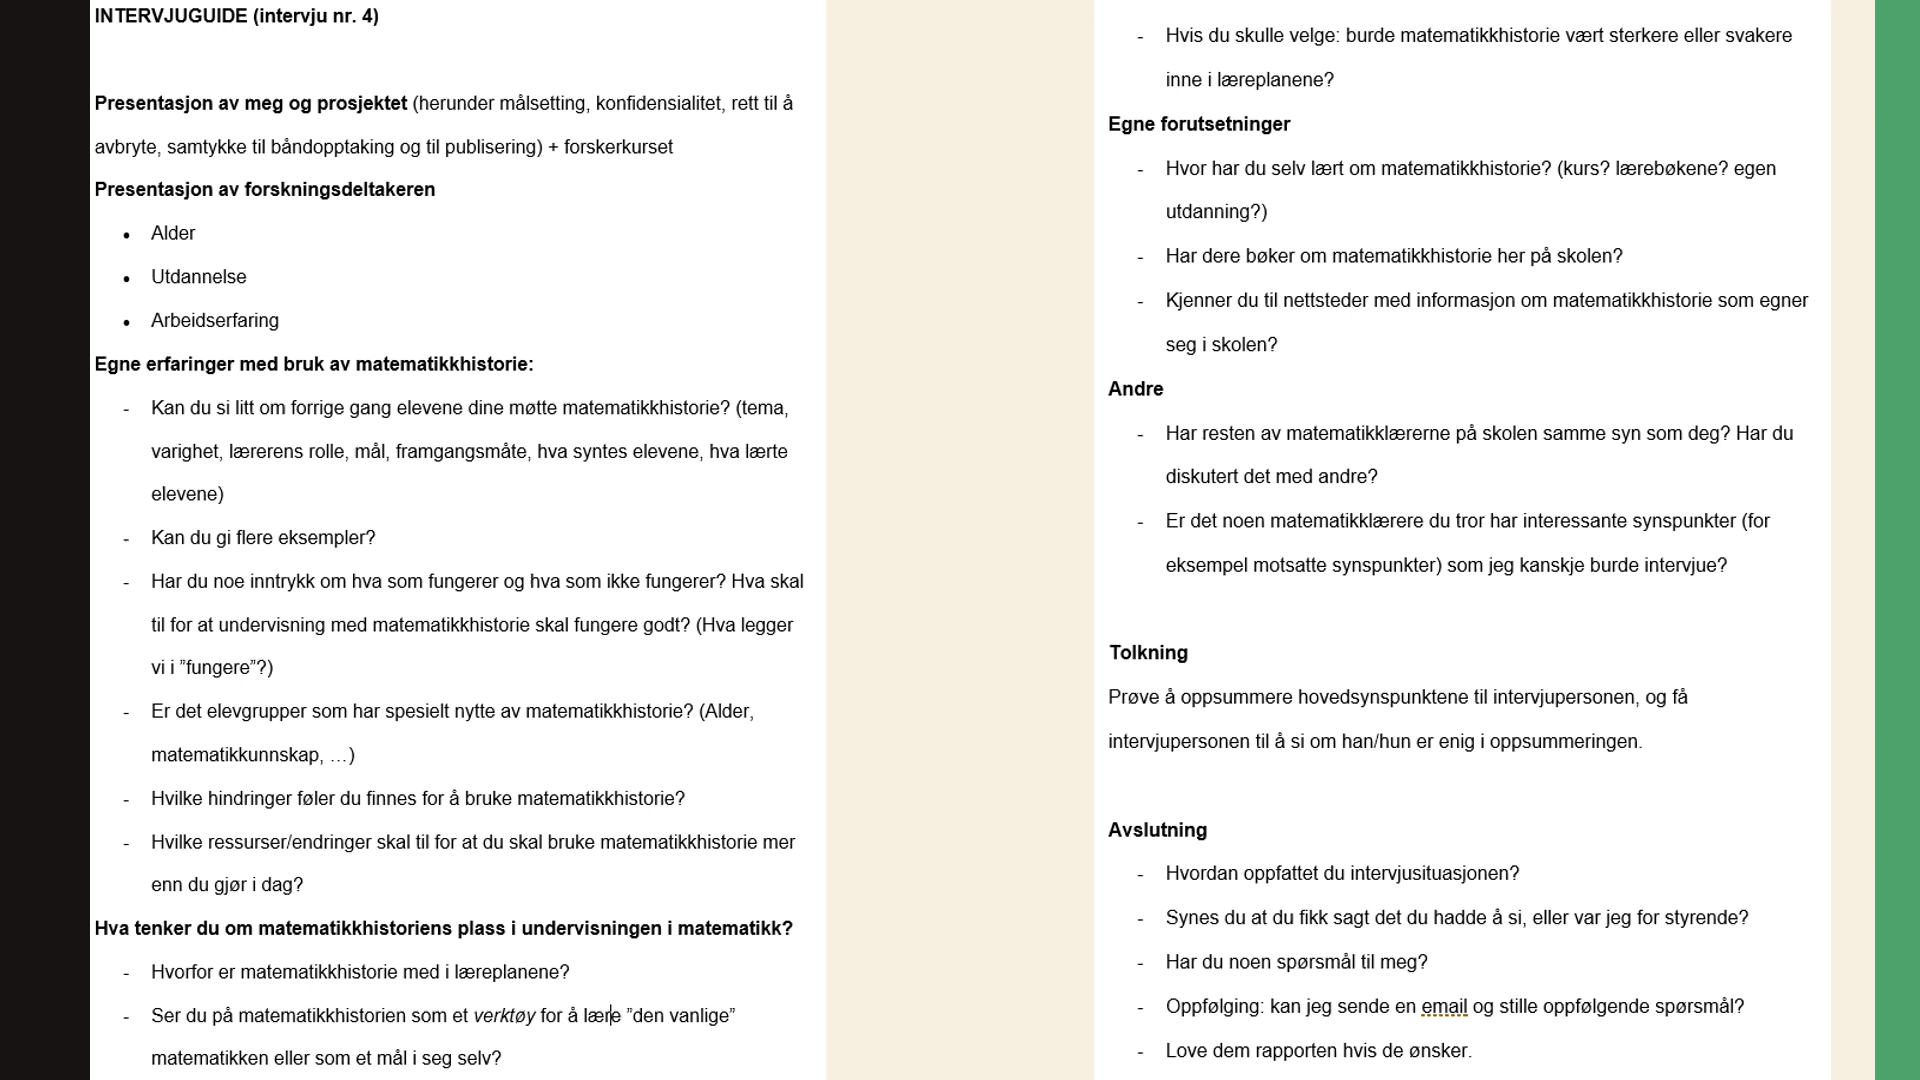 INTERVJUGUIDE (intervju nr. 4)
Presentasjon av meg og prosjektet (herunder målsetting, konfidensialitet, rett til å
avbryte, samtykke til båndopptaking og til publisering) + forskerkurset
Presentasjon av forskningsdeltakeren
• Alder
• Utdannelse
• Arbeidserfaring
Egne erfaringer med bruk av matematikkhistorie:
- Kan du si litt om forrige gang elevene dine møtte matematikkhistorie? (tema,
varighet, lærerens rolle, mål, framgangsmåte, hva syntes elevene, hva lærte
elevene)
- Kan du gi flere eksempler?
- Har du noe inntrykk om hva som fungerer og hva som ikke fungerer? Hva skal
til for at undervisning med matematikkhistorie skal fungere godt? (Hva legger
vi i ”fungere”?)
- Er det elevgrupper som har spesielt nytte av matematikkhistorie? (Alder,
matematikkunnskap, …)
- Hvilke hindringer føler du finnes for å bruke matematikkhistorie?
- Hvilke ressurser/endringer skal til for at du skal bruke matematikkhistorie mer
enn du gjør i dag?
Hva tenker du om matematikkhistoriens plass i undervisningen i matematikk?
- Hvorfor er matematikkhistorie med i læreplanene?
- Ser du på matematikkhistorien som et verktøy for å lære ”den vanlige”
matematikken eller som et mål i seg selv?
- Hvis du skulle velge: burde matematikkhistorie vært sterkere eller svakere
inne i læreplanene?
Egne forutsetninger
- Hvor har du selv lært om matematikkhistorie? (kurs? lærebøkene? egen
utdanning?)
- Har dere bøker om matematikkhistorie her på skolen?
- Kjenner du til nettsteder med informasjon om matematikkhistorie som egner
seg i skolen?
Andre
- Har resten av matematikklærerne på skolen samme syn som deg? Har du
diskutert det med andre?
- Er det noen matematikklærere du tror har interessante synspunkter (for
eksempel motsatte synspunkter) som jeg kanskje burde intervjue?
Tolkning
Prøve å oppsummere hovedsynspunktene til intervjupersonen, og få
intervjupersonen til å si om han/hun er enig i oppsummeringen.
Avslutning
- Hvordan oppfattet du intervjusituasjonen?
- Synes du at du fikk sagt det du hadde å si, eller var jeg for styrende?
- Har du noen spørsmål til meg?
- Oppfølging: kan jeg sende en email og stille oppfølgende spørsmål?
- Love dem rapporten hvis de ønsker.